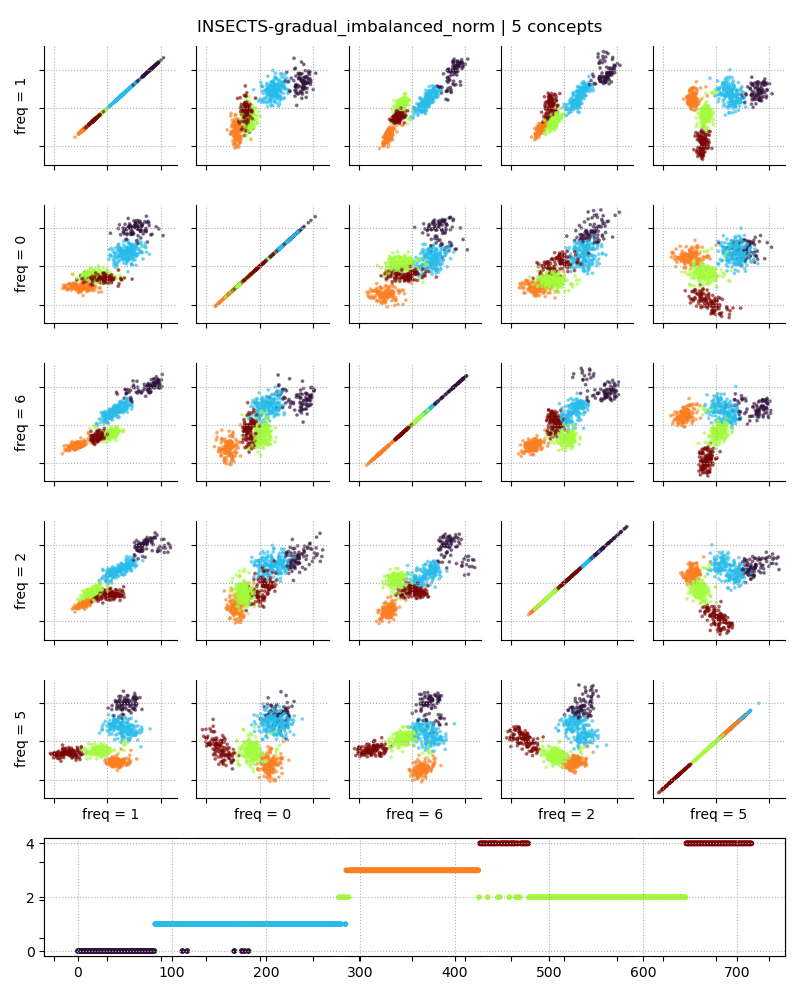 INSECTS-gradual_imbalanced_norm | 5 concepts
freq = 1
freq = 0
freq = 6
freq = 2
freq = 5
freq = 1 freq = 0 freq = 6 freq = 2 freq = 5
4
2
0
0 100 200 300 400 500 600 700